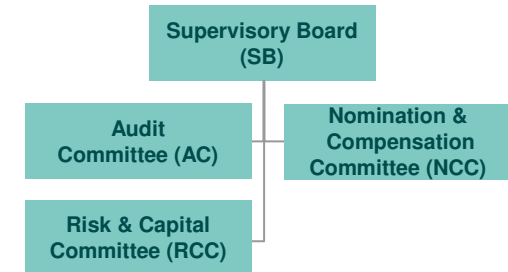 Supervisory Board
(SB)
Audit
Committee (AC)
Nomination &
Compensation
Committee (NCC)
Risk & Capital
Committee (RCC)